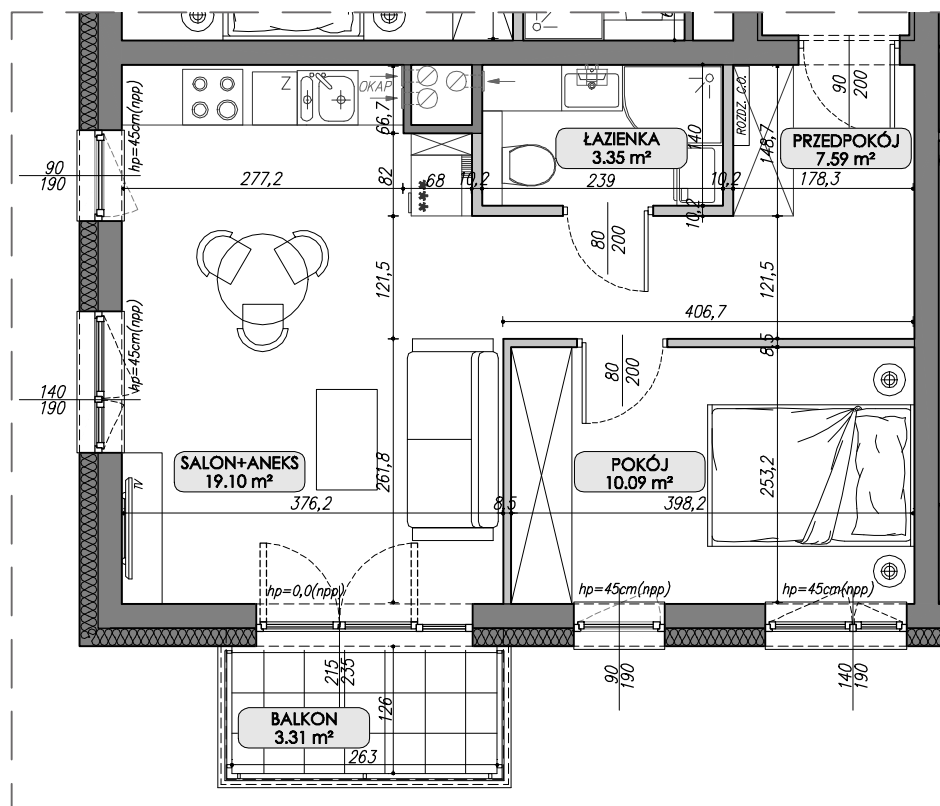 90
200
OKAP
Z
66,7
hp=45cm(npp)
ROZDZ. C.O.
ŁAZIENKA
3.35 m²
140
148,7
PRZEDPOKÓJ
7.59 m²
90
190
277,2
82
68
10,2
239
10,2
178,3
10,2
80
200
121,5
121,5
406,7
hp=45cm(npp)
8,5
80
200
140
190
SALON+ANEKS
19.10 m²
261,8
POKÓJ
10.09 m²
253,2
TV
376,2
8,5
398,2
hp=0,0(npp)
hp=45cm(npp)
hp=45cm(npp)
215
235
90
190
140
190
126
BALKON
3.31 m²
263